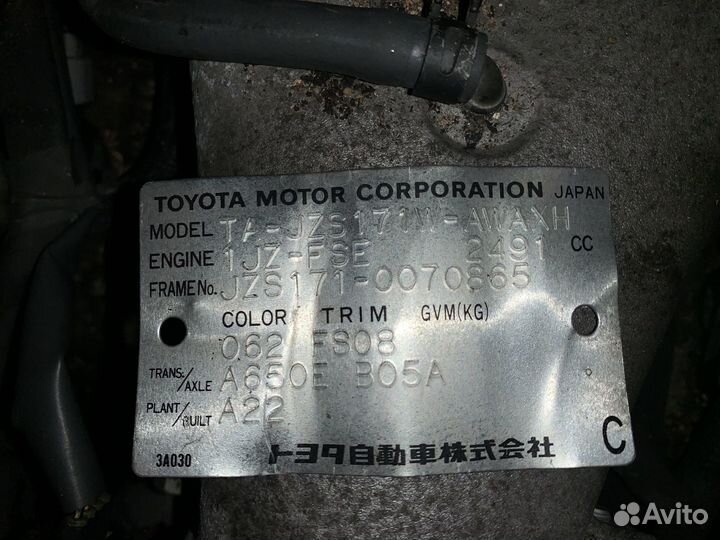 TOYOTA MOTOR CORPORATION JAPAN
MODEL TA-JZS171W-AWAXH
ENGINE 1JZ-FSE 2491 CC
FRAME No. JZS171-0070865
COLOR TRIM GVM(KG)
062 FS08
TRANS./AXLE A650E B05A
PLANT/BUILT A22
3A030 トヨタ自動車株式会社 C
Avito